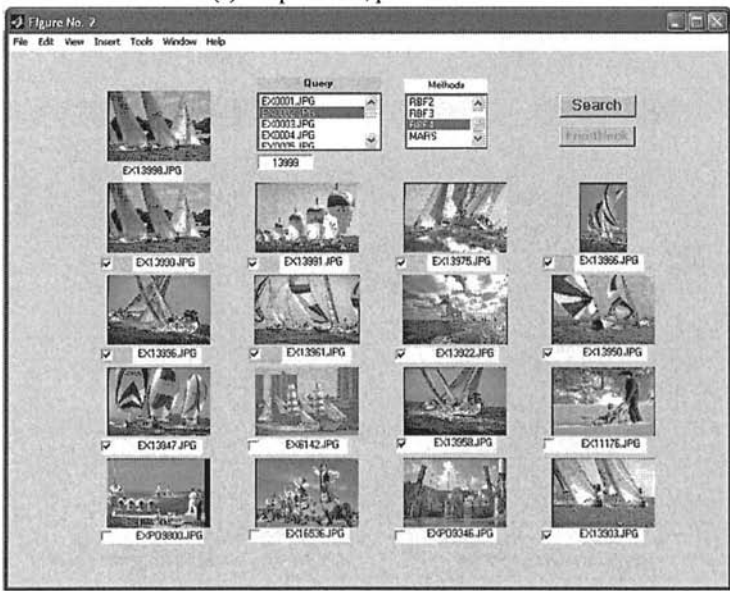 Figure No. 2
File Edit View Insert Tools Window Help
Query
Methods
EX0001.JPG
EX0003.JPG
EX0004.JPG
EX0005.JPG
RBF2
RBF3
RBF4
MARS
Search
13999
EX13998.JPG
EX13990.JPG
EX13991.JPG
EX13975.JPG
EX13966.JPG
EX13936.JPG
EX13961.JPG
EX13922.JPG
EX13950.JPG
EX13947.JPG
EX6142.JPG
EX13958.JPG
EX11176.JPG
EXPO9800.JPG
EX16536.JPG
EXPO9346.JPG
EX13903.JPG